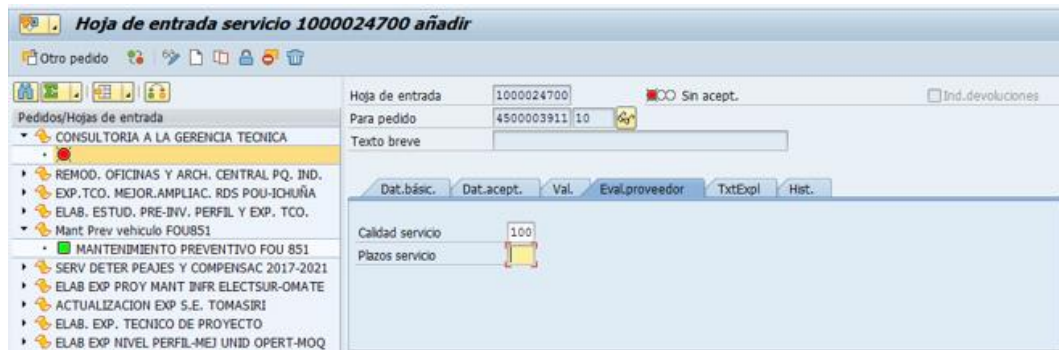 Hoja de entrada servicio 1000024700 añadir
Otro pedido
Hoja de entrada 1000024700 Sin acept. Ind.devoluciones
Para pedido 4500003911 10
Texto breve
Pedidos/Hojas de entrada
CONSULTORIA A LA GERENCIA TECNICA
REMOD. OFICINAS Y ARCH. CENTRAL PQ. IND.
EXP.TCO. MEJOR.AMPLIAC. RDS POU-ICHUÑA
ELAB. ESTUD. PRE-INV. PERFIL Y EXP. TCO.
Mant Prev vehiculo FOU851
MANTENIMIENTO PREVENTIVO FOU 851
SERV DETER PEAJES Y COMPENSAC 2017-2021
ELAB EXP PROY MANT INFR ELECTSUR-OMATE
ACTUALIZACION EXP S.E. TOMASIRI
ELAB. EXP. TECNICO DE PROYECTO
ELAB EXP NIVEL PERFIL-MEJ UNID OPERT-MOQ
Dat.básic. Dat.acept. Val. Eval.proveedor TxtExpl Hist.
Calidad servicio 100
Plazos servicio